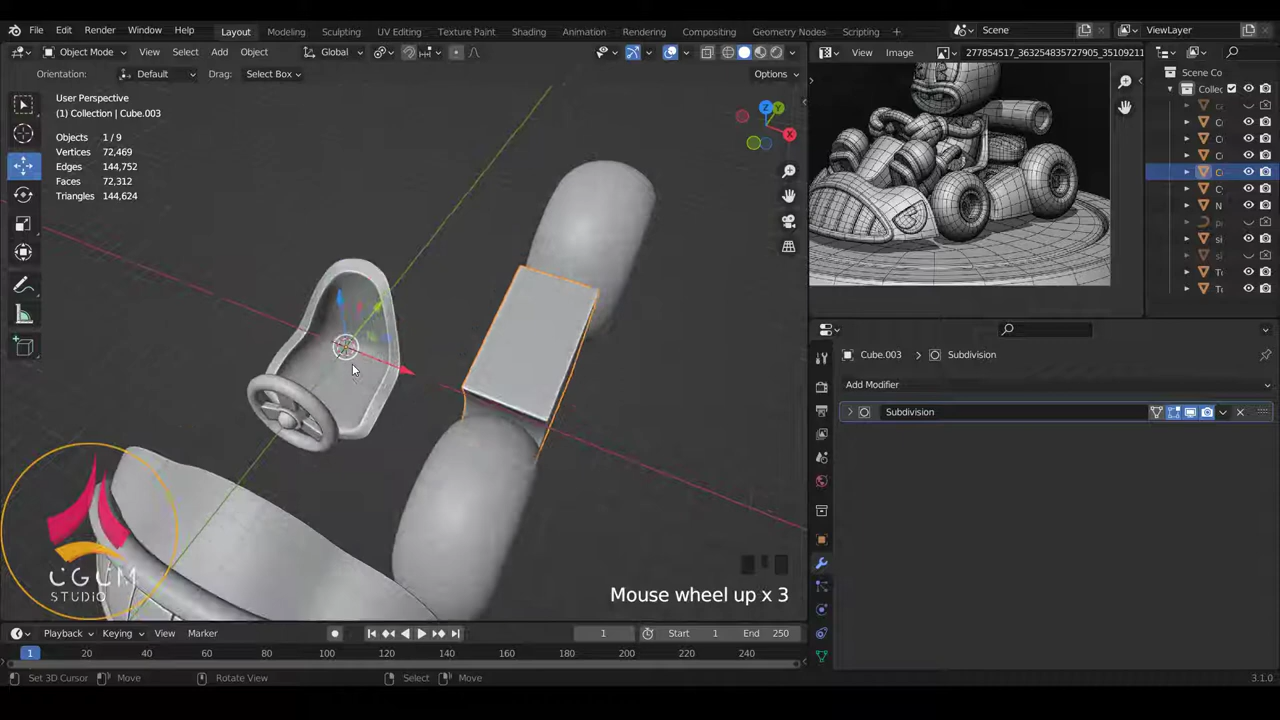 File Edit Render Window Help Layout Modeling Sculpting UV Editing Texture Paint Shading Animation Rendering Compositing Geometry Nodes Scripting Scene ViewLayer
Object Mode View Select Add Object Global View Image 277854517_363254835727905_35109211
Orientation: Default Drag: Select Box Options Scene Co
User Perspective Collec
(1) Collection | Cube.003
Objects 1 / 9
Vertices 72,469
Edges 144,752
Faces 72,312
Triangles 144,624
Z
Y
X
Cube.003 Subdivision
Add Modifier
Subdivision
UGUM
STUDIO
Mouse wheel up x 3
Playback Keying View Marker 1 Start 1 End 250
1 20 40 60 80 100 120 140 160 180 200 220 240
Set 3D Cursor Move Rotate View Select Move 3.1.0